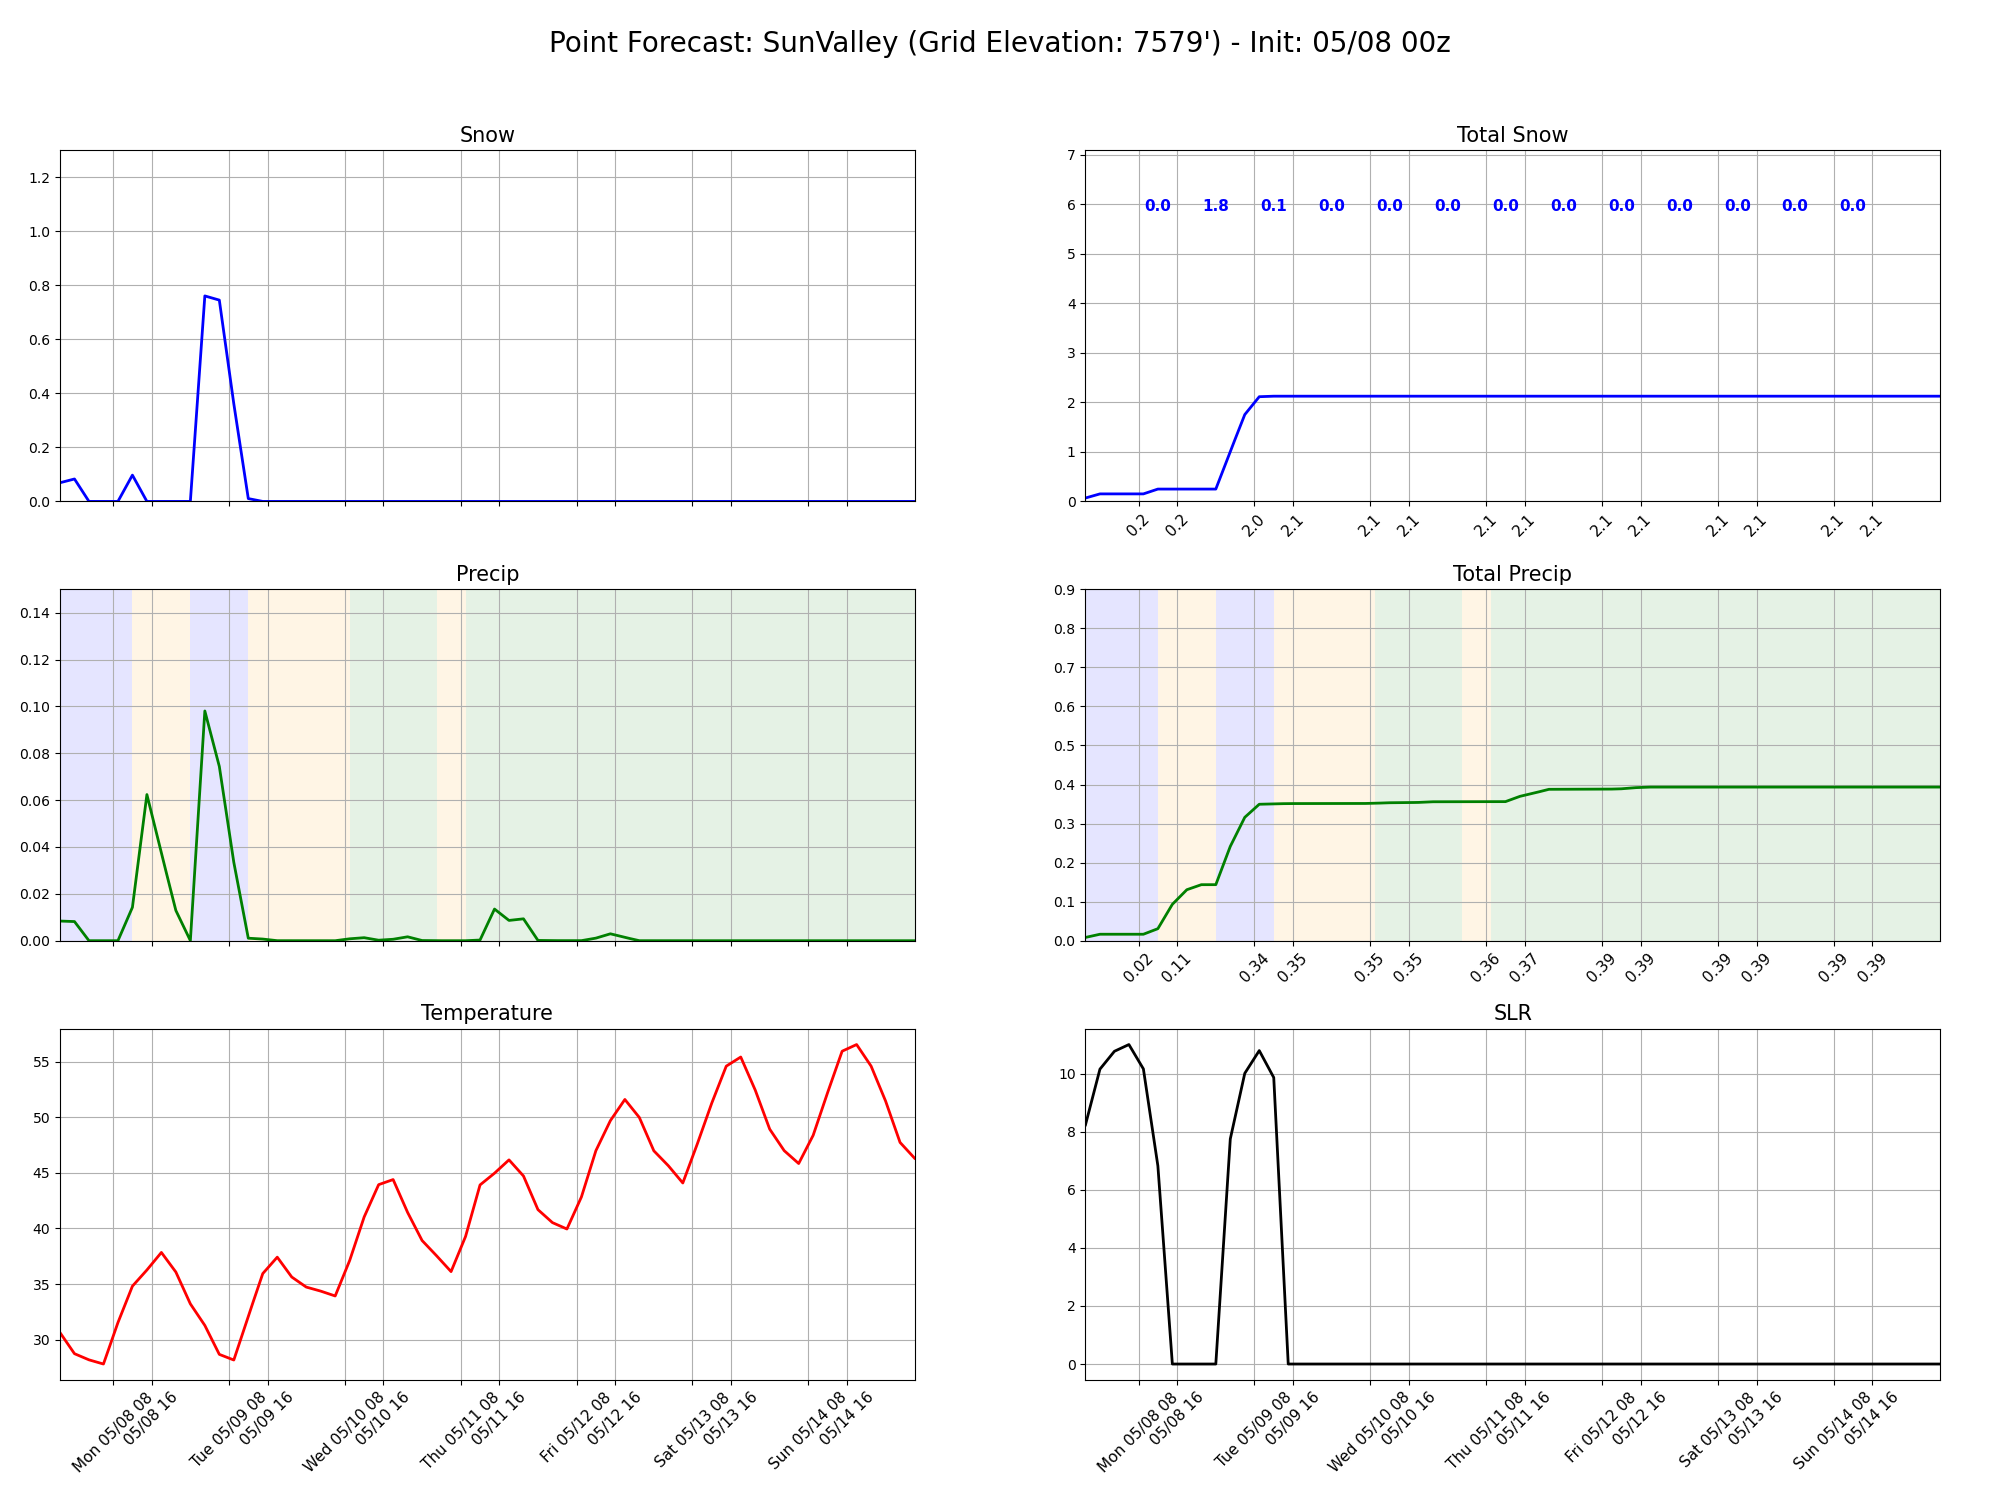 Point Forecast: SunValley (Grid Elevation: 7579') - Init: 05/08 00z
Snow
1.2
1.0
0.8
0.6
0.4
0.2
0.0
Total Snow
7
6
5
4
3
2
1
0
0.0 1.8 0.1 0.0 0.0 0.0 0.0 0.0 0.0 0.0 0.0 0.0 0.0
0.2 0.2 2.0 2.1 2.1 2.1 2.1 2.1 2.1 2.1 2.1 2.1 2.1 2.1
Precip
0.14
0.12
0.10
0.08
0.06
0.04
0.02
0.00
Total Precip
0.9
0.8
0.7
0.6
0.5
0.4
0.3
0.2
0.1
0.0
0.02 0.11 0.34 0.35 0.35 0.35 0.36 0.37 0.39 0.39 0.39 0.39 0.39 0.39
Temperature
55
50
45
40
35
30
Mon 05/08 08
05/08 16
Tue 05/09 08
05/09 16
Wed 05/10 08
05/10 16
Thu 05/11 08
05/11 16
Fri 05/12 08
05/12 16
Sat 05/13 08
05/13 16
Sun 05/14 08
05/14 16
SLR
10
8
6
4
2
0
Mon 05/08 08
05/08 16
Tue 05/09 08
05/09 16
Wed 05/10 08
05/10 16
Thu 05/11 08
05/11 16
Fri 05/12 08
05/12 16
Sat 05/13 08
05/13 16
Sun 05/14 08
05/14 16